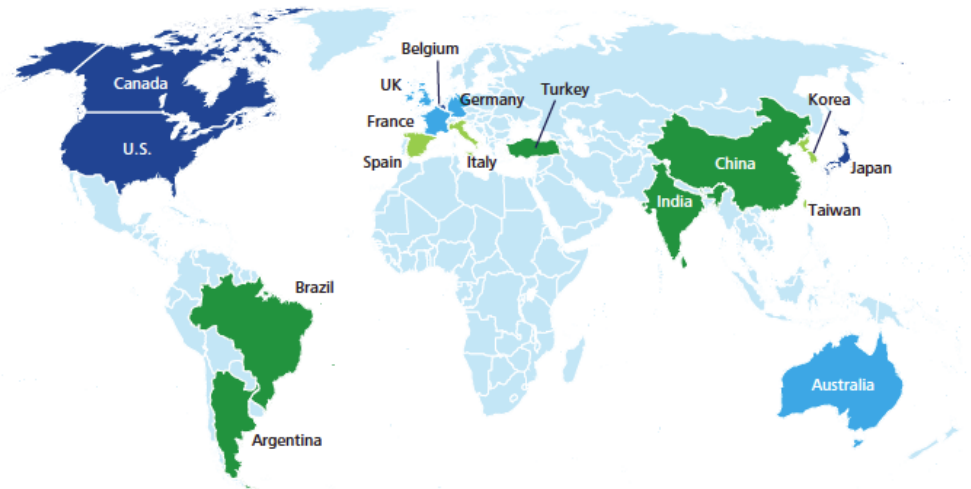 Belgium
UK
Germany
Turkey
Canada
Korea
France
U.S.
Spain
Italy
China
Japan
India
Taiwan
Brazil
Australia
Argentina